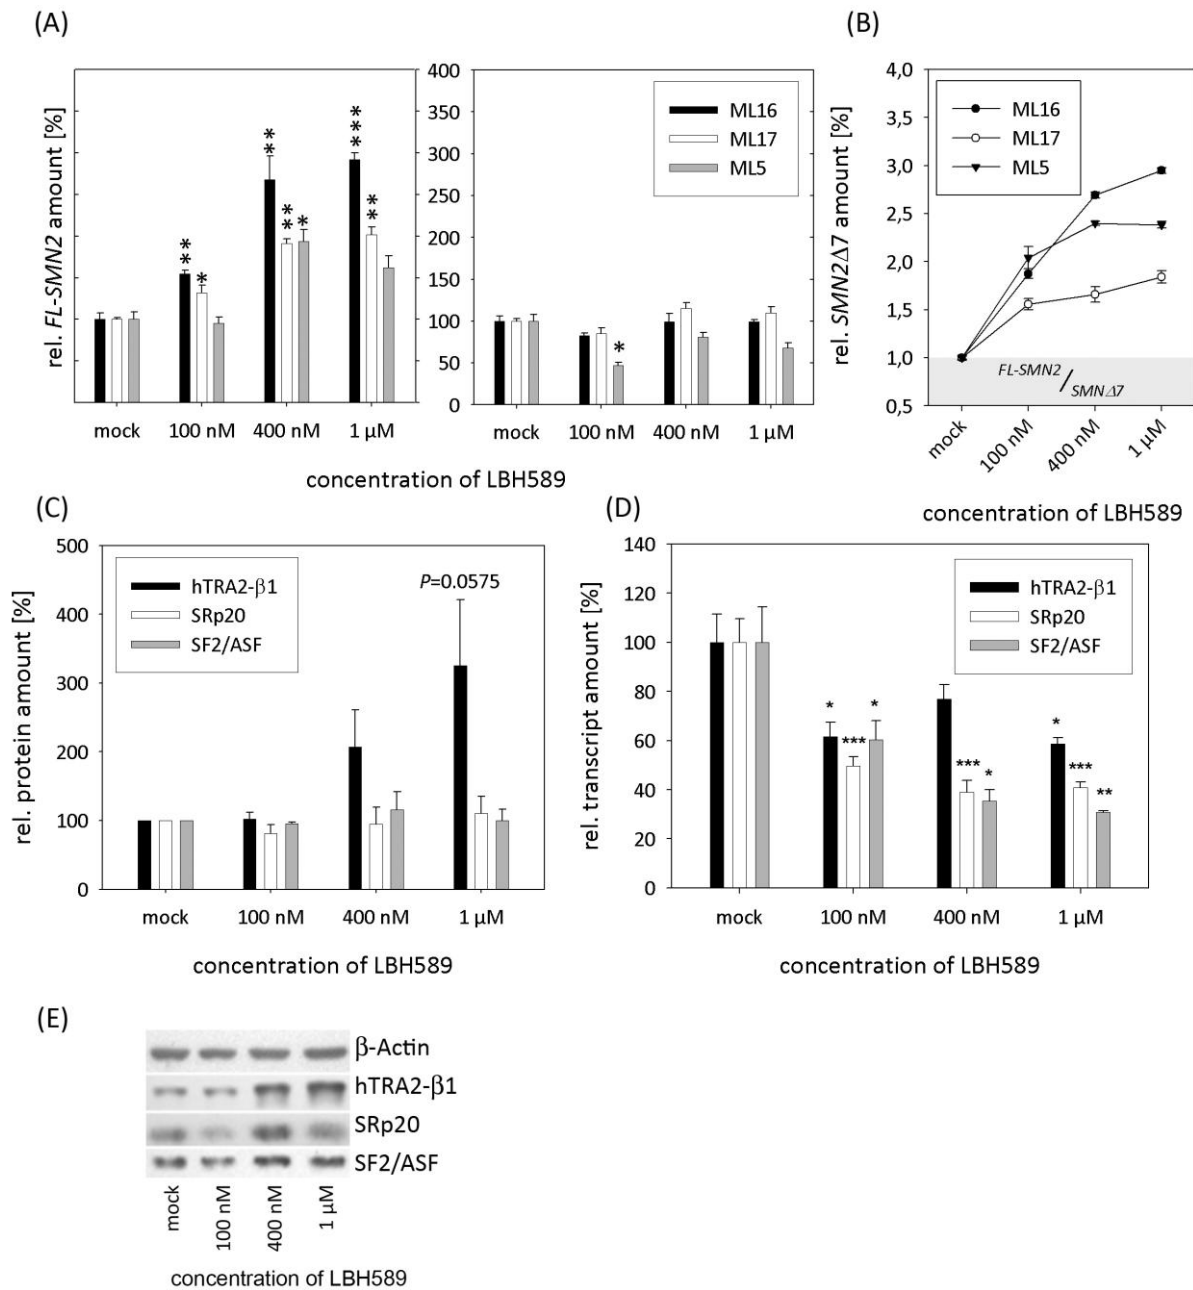 (A)
rel. FL-SMN2 amount [%]
** * ** ** * *** **
mock 100 nM 400 nM 1 µM
400
350
300
250
200
150
100
50
0
ML16
ML17
ML5
*
mock 100 nM 400 nM 1 µM
concentration of LBH589
(B)
rel. SMN2Δ7 amount [%]
4,0
3,5
3,0
2,5
2,0
1,5
1,0
0,5
ML16
ML17
ML5
FL-SMN2
/
SMNΔ7
mock 100 nM 400 nM 1 µM
concentration of LBH589
(C)
rel. protein amount [%]
500
400
300
200
100
0
hTRA2-β1
SRp20
SF2/ASF
P=0.0575
mock 100 nM 400 nM 1 µM
concentration of LBH589
(D)
rel. transcript amount [%]
140
120
100
80
60
40
20
0
hTRA2-β1
SRp20
SF2/ASF
* *** * *** * * *** **
mock 100 nM 400 nM 1 µM
concentration of LBH589
(E)
β-Actin
hTRA2-β1
SRp20
SF2/ASF
mock 100 nM 400 nM 1 µM
concentration of LBH589